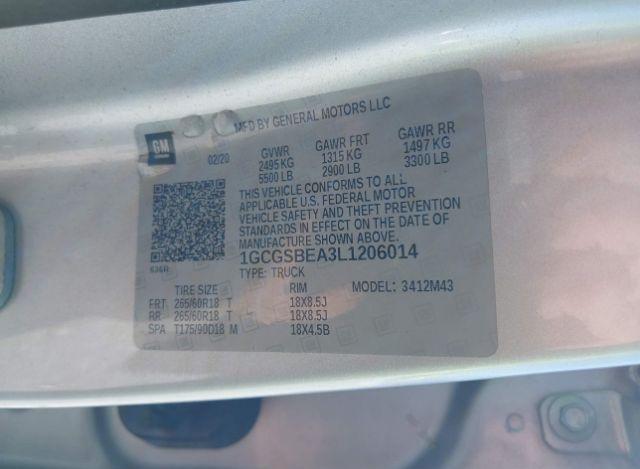 MFD BY GENERAL MOTORS LLC
GM
02/20 GVWR GAWR FRT GAWR RR
2495 KG 1315 KG 1497 KG
5500 LB 2900 LB 3300 LB
THIS VEHICLE CONFORMS TO ALL
APPLICABLE U.S. FEDERAL MOTOR
VEHICLE SAFETY AND THEFT PREVENTION
STANDARDS IN EFFECT ON THE DATE OF
MANUFACTURE SHOWN ABOVE.
1GCGSBEA3L1206014
636R
TYPE: TRUCK
TIRE SIZE RIM MODEL: 3412M43
FRT 265/60R18 T 18X8.5J
RR 265/60R18 T 18X8.5J
SPA T175/90D18 M 18X4.5B